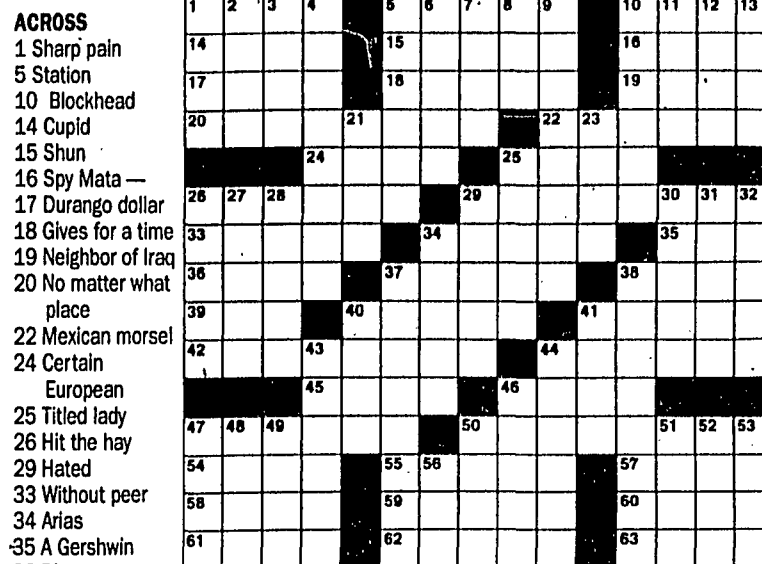 ACROSS
1 Sharp pain
5 Station
10 Blockhead
14 Cupid
15 Shun
16 Spy Mata —
17 Durango dollar
18 Gives for a time
19 Neighbor of Iraq
20 No matter what
place
22 Mexican morsel
24 Certain
European
25 Titled lady
26 Hit the hay
29 Hated
33 Without peer
34 Arias
35 A Gershwin
1 2 3 4 5 6 7 8 9 10 11 12 13
14 15 16
17 18 19
20 21 22 23
24 25
26 27 28 29 30 31 32
33 34 35
36 37 38
39 40 41
42 43 44
45 46
47 48 49 50 51 52 53
54 55 56 57
58 59 60
61 62 63